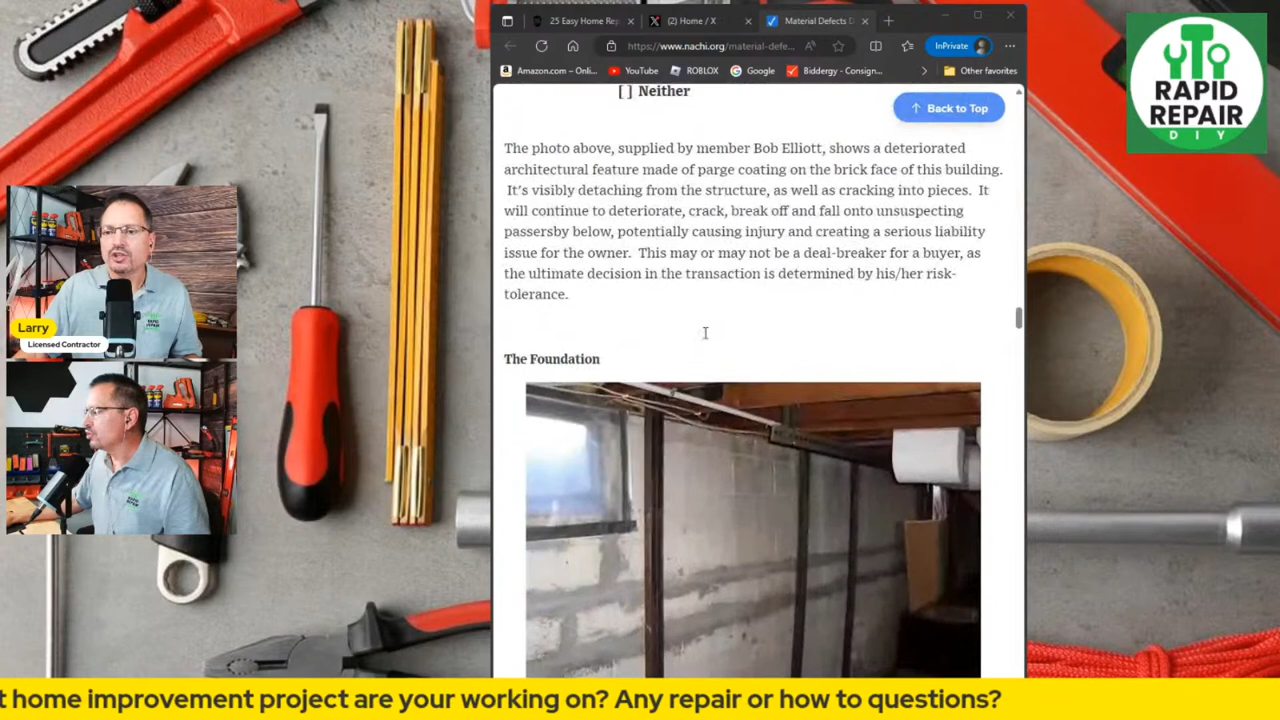 25 Easy Home Rep
(2) Home / X
Material Defects D
https://www.nachi.org/material-defe...
InPrivate
Amazon.com – Onli...
YouTube
ROBLOX
Google
Biddergy - Consign...
Other favorites
[ ] Neither
Back to Top
The photo above, supplied by member Bob Elliott, shows a deteriorated
architectural feature made of parge coating on the brick face of this building.
It's visibly detaching from the structure, as well as cracking into pieces. It
will continue to deteriorate, crack, break off and fall onto unsuspecting
passersby below, potentially causing injury and creating a serious liability
issue for the owner. This may or may not be a deal-breaker for a buyer, as
the ultimate decision in the transaction is determined by his/her risk-
tolerance.
The Foundation
RAPID
REPAIR
DIY
Larry
Licensed Contractor
t home improvement project are your working on? Any repair or how to questions?